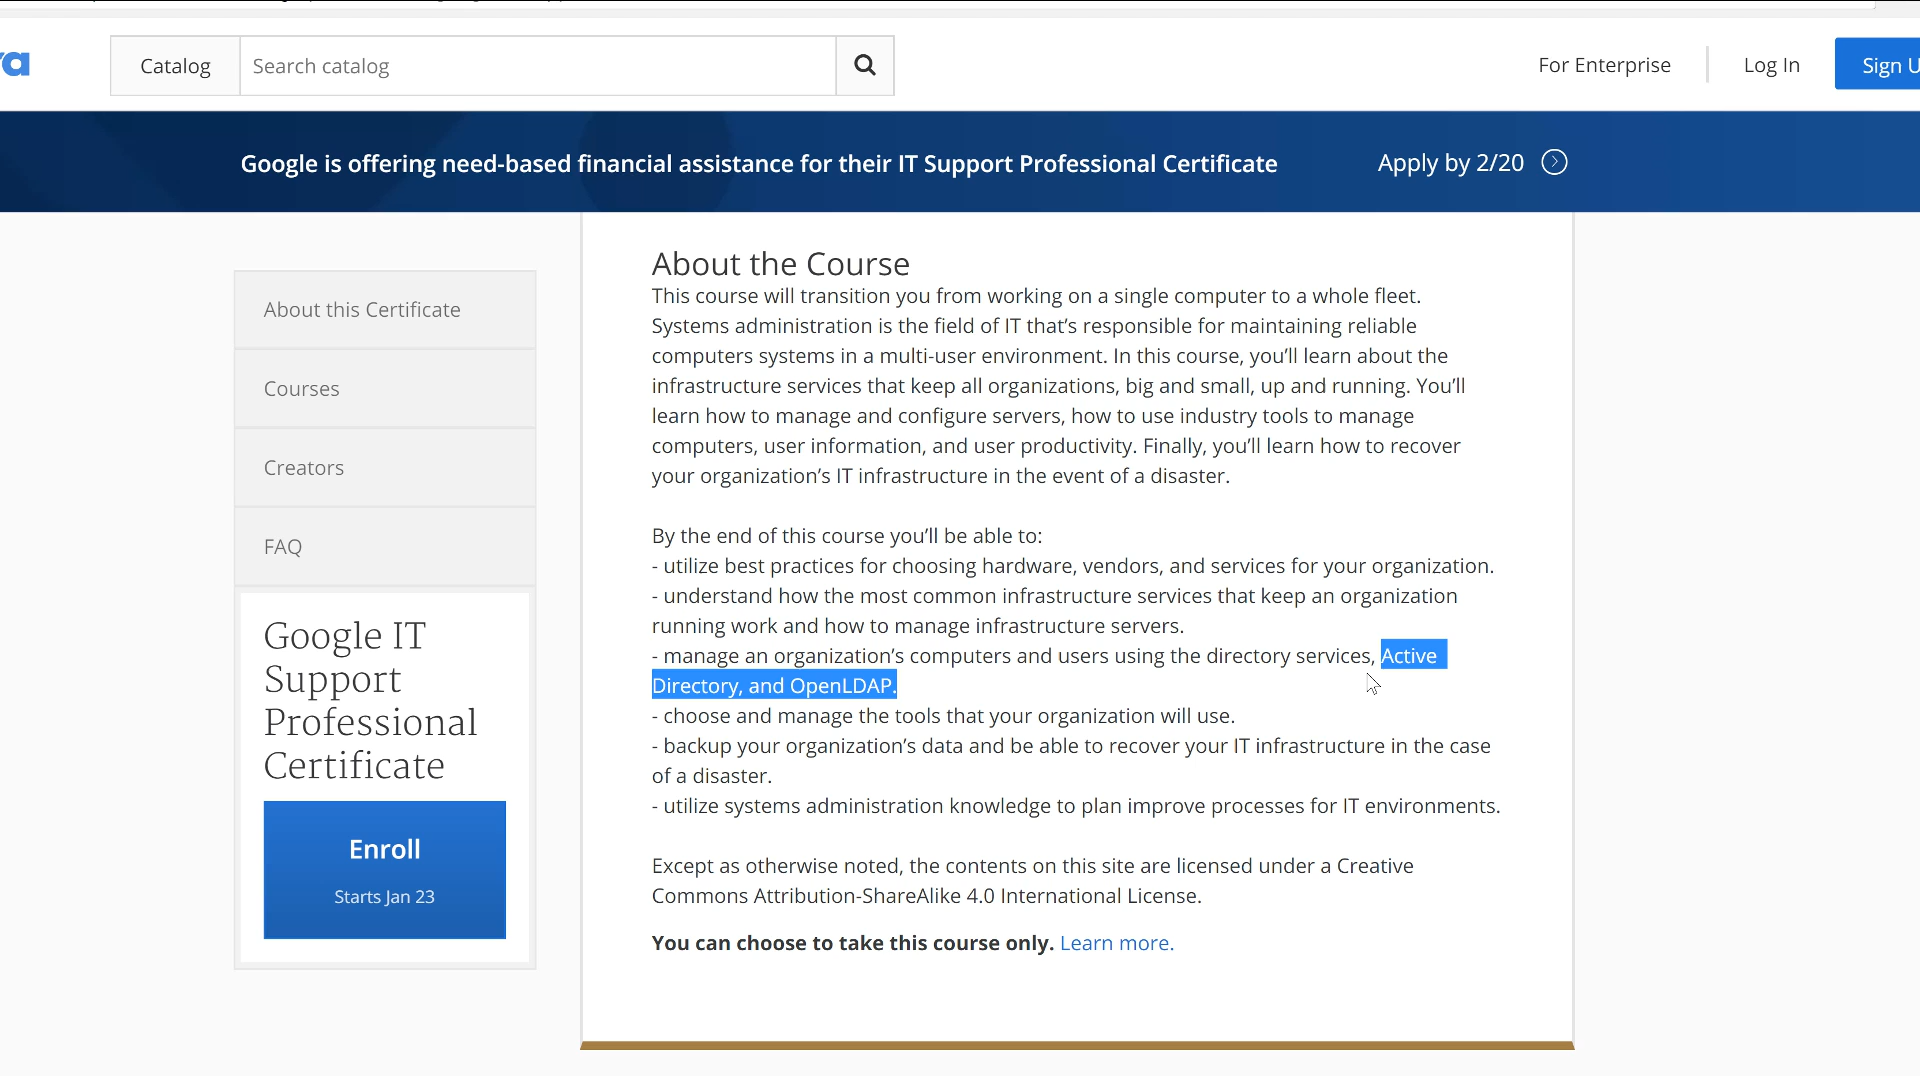 Catalog
Search catalog
For Enterprise
Log In
Sign U
Google is offering need-based financial assistance for their IT Support Professional Certificate
Apply by 2/20
About this Certificate
Courses
Creators
FAQ
Google IT
Support
Professional
Certificate
Enroll
Starts Jan 23
About the Course
This course will transition you from working on a single computer to a whole fleet.
Systems administration is the field of IT that's responsible for maintaining reliable
computers systems in a multi-user environment. In this course, you'll learn about the
infrastructure services that keep all organizations, big and small, up and running. You'll
learn how to manage and configure servers, how to use industry tools to manage
computers, user information, and user productivity. Finally, you'll learn how to recover
your organization's IT infrastructure in the event of a disaster.
By the end of this course you'll be able to:
- utilize best practices for choosing hardware, vendors, and services for your organization.
- understand how the most common infrastructure services that keep an organization
running work and how to manage infrastructure servers.
- manage an organization's computers and users using the directory services, Active
Directory, and OpenLDAP.
- choose and manage the tools that your organization will use.
- backup your organization's data and be able to recover your IT infrastructure in the case
of a disaster.
- utilize systems administration knowledge to plan improve processes for IT environments.
Except as otherwise noted, the contents on this site are licensed under a Creative
Commons Attribution-ShareAlike 4.0 International License.
You can choose to take this course only. Learn more.